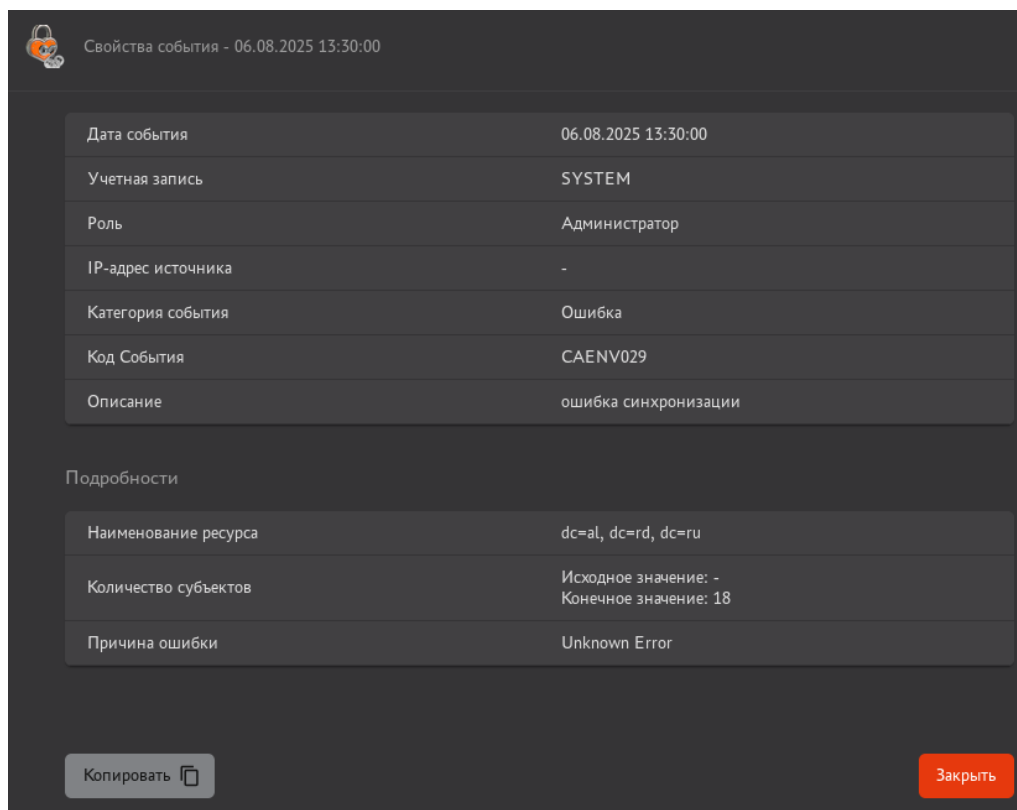 Свойства события - 06.08.2025 13:30:00
Дата события 06.08.2025 13:30:00
Учетная запись SYSTEM
Роль Администратор
IP-адрес источника -
Категория события Ошибка
Код События CAENV029
Описание ошибка синхронизации
Подробности
Наименование ресурса dc=al, dc=rd, dc=ru
Количество субъектов Исходное значение: -
Конечное значение: 18
Причина ошибки Unknown Error
Копировать Закрыть